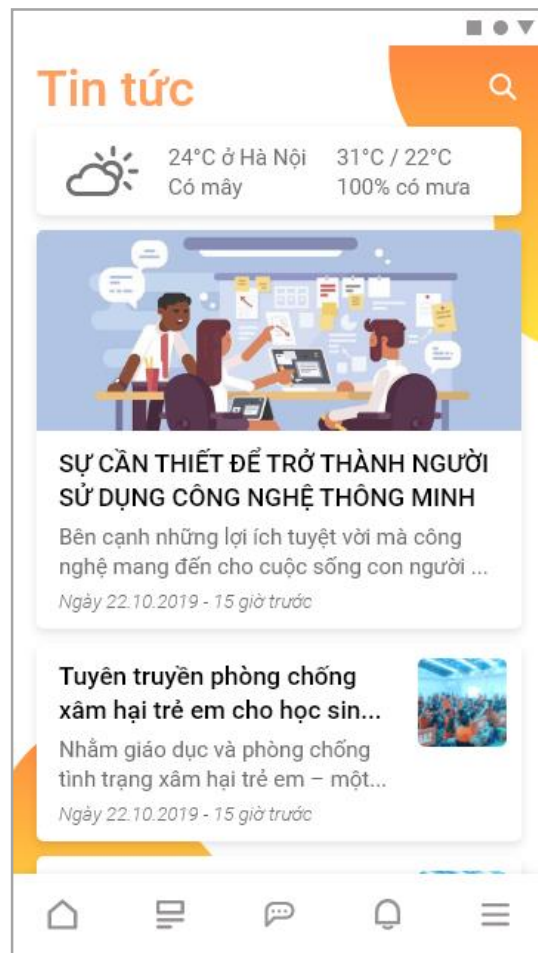 Tin tức
24°C ở Hà Nội
31°C / 22°C
Có mây
100% có mưa
SỰ CẦN THIẾT ĐỂ TRỞ THÀNH NGƯỜI
SỬ DỤNG CÔNG NGHỆ THÔNG MINH
Bên cạnh những lợi ích tuyệt vời mà công
nghệ mang đến cho cuộc sống con người ...
Ngày 22.10.2019 - 15 giờ trước
Tuyên truyền phòng chống
xâm hại trẻ em cho học sin...
Nhằm giáo dục và phòng chống
tình trạng xâm hại trẻ em – một...
Ngày 22.10.2019 - 15 giờ trước